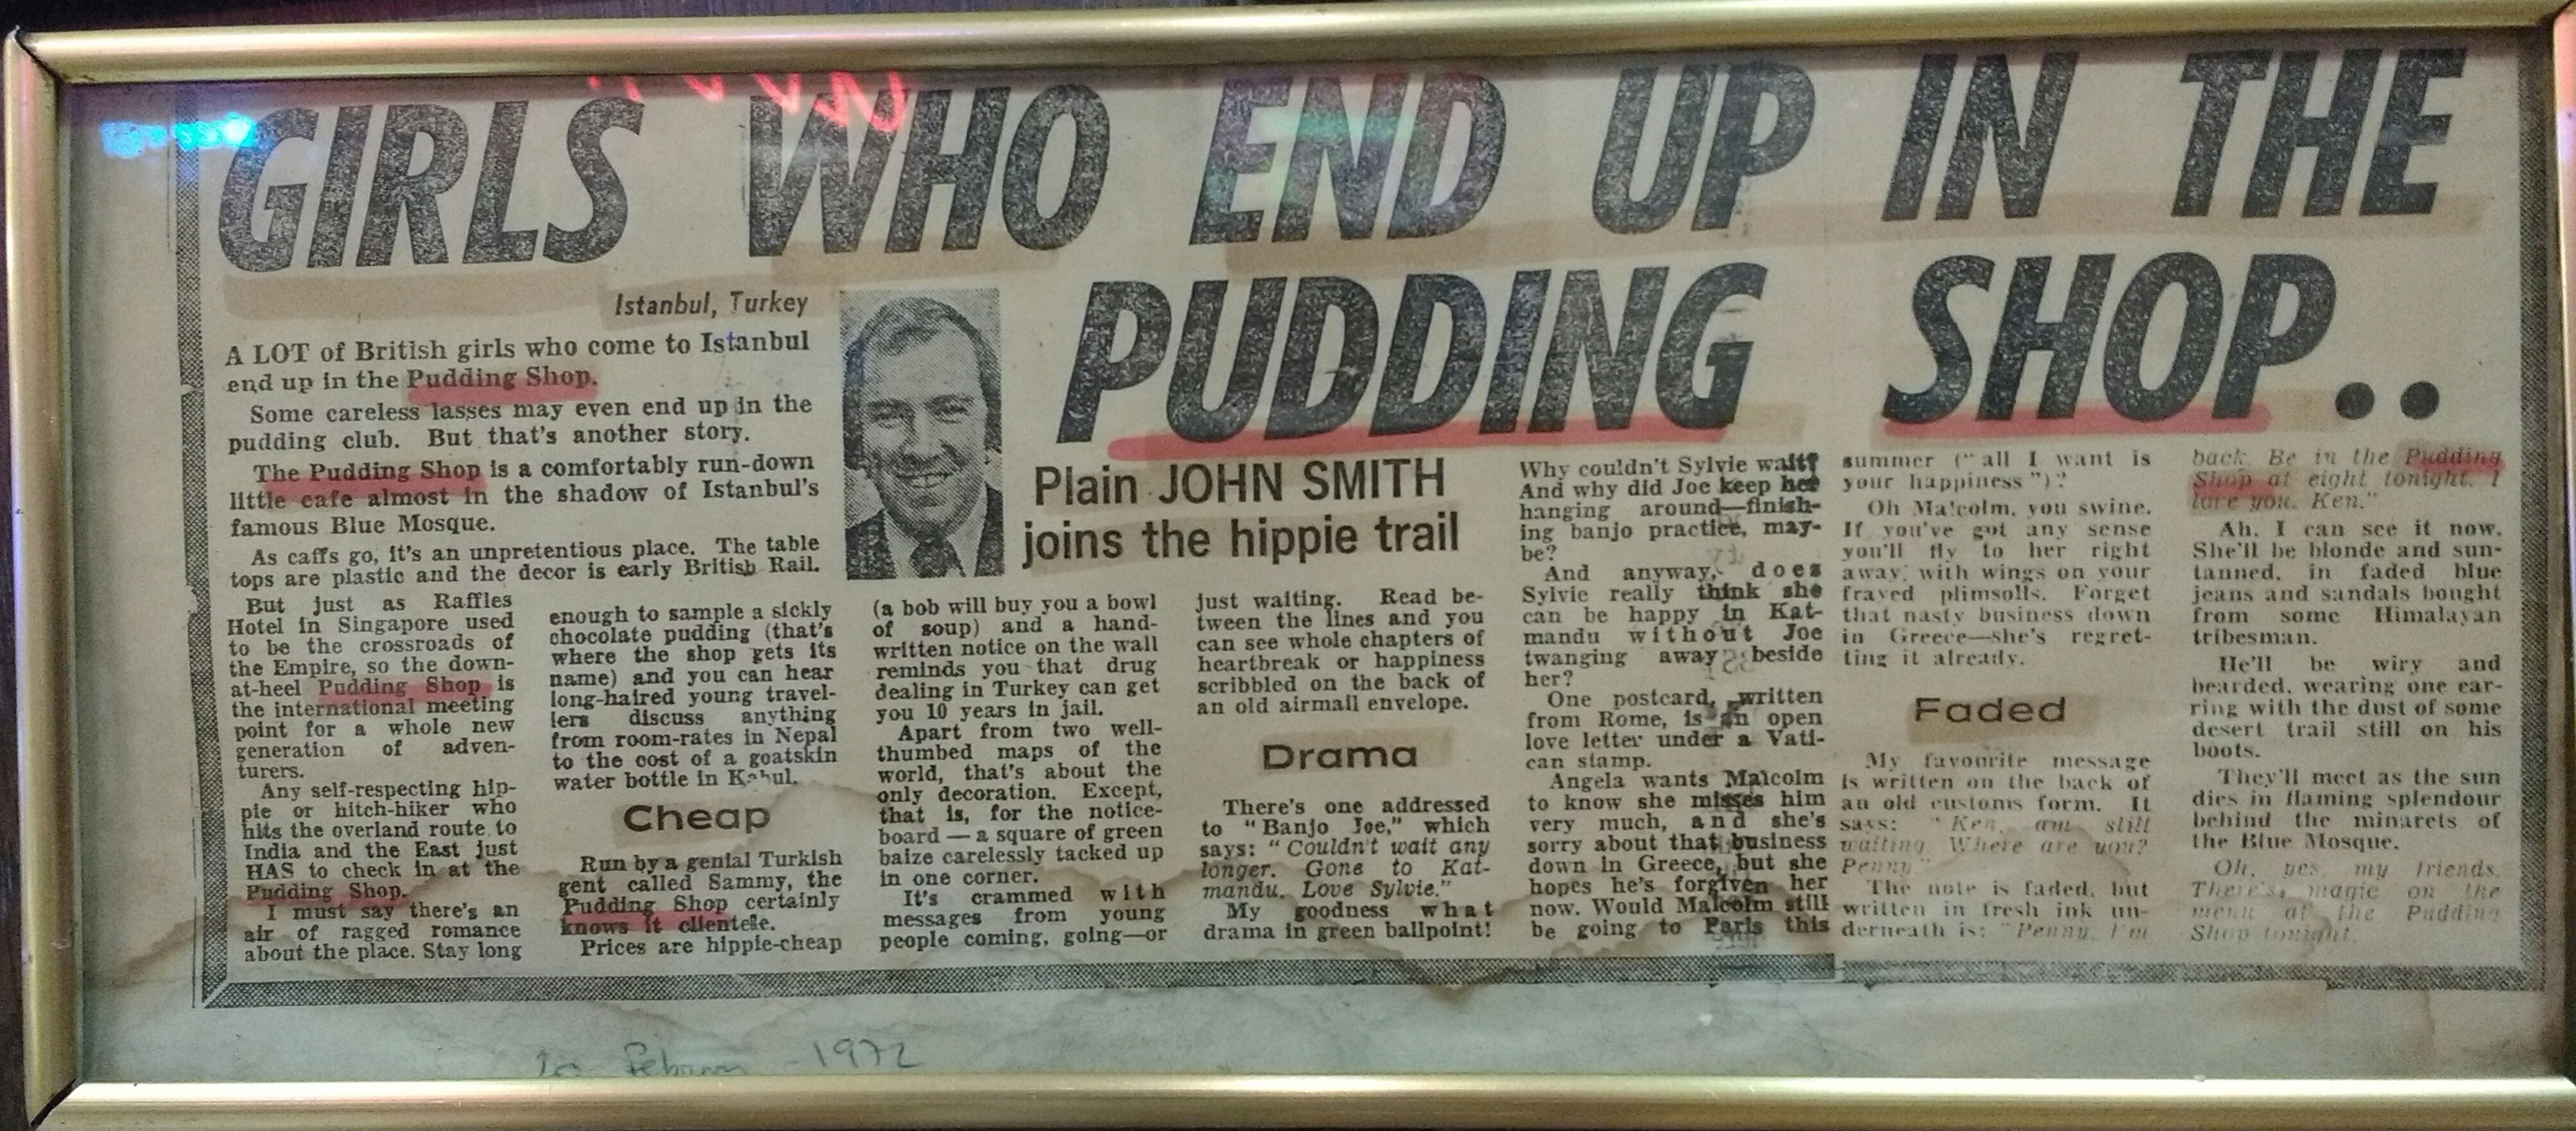 GIRLS WHO END UP IN THE
PUDDING SHOP..
Istanbul, Turkey
Plain JOHN SMITH
joins the hippie trail
A LOT of British girls who come to Istanbul
end up in the Pudding Shop.
Some careless lasses may even end up in the
pudding club. But that's another story.
The Pudding Shop is a comfortably run-down
little cafe almost in the shadow of Istanbul's
famous Blue Mosque.
As caffs go, it's an unpretentious place. The table
tops are plastic and the decor is early British Rail.
But just as Raffles
Hotel in Singapore used
to be the crossroads of
the Empire, so the down-
at-heel Pudding Shop is
the international meeting
point for a whole new
generation of adven-
turers.
Any self-respecting hip-
pie or hitch-hiker who
hits the overland route to
India and the East just
HAS to check in at the
Pudding Shop.
I must say there's an
air of ragged romance
about the place. Stay long
enough to sample a sickly
chocolate pudding (that's
where the shop gets its
name) and you can hear
long-haired young travel-
lers discuss anything
from room-rates in Nepal
to the cost of a goatskin
water bottle in Kabul.
Cheap
Run by a genial Turkish
gent called Sammy, the
Pudding Shop certainly
knows it clientele.
Prices are hippie-cheap
(a bob will buy you a bowl
of soup) and a hand-
written notice on the wall
reminds you that drug
dealing in Turkey can get
you 10 years in jail.
Apart from two well-
thumbed maps of the
world, that's about the
only decoration. Except,
that is, for the notice-
board — a square of green
baize carelessly tacked up
in one corner.
It's crammed with
messages from young
people coming, going—or
just waiting. Read be-
tween the lines and you
can see whole chapters of
heartbreak or happiness
scribbled on the back of
an old airmail envelope.
Drama
There's one addressed
to "Banjo Joe," which
says: "Couldn't wait any
longer. Gone to Kat-
mandu. Love Sylvie."
My goodness what
drama in green ballpoint!
Why couldn't Sylvie wait?
And why did Joe keep her
hanging around—finish-
ing banjo practice, may-
be?
And anyway, does
Sylvie really think she
can be happy in Kat-
mandu without Joe
twanging away beside
her?
One postcard, written
from Rome, is an open
love letter under a Vati-
can stamp.
Angela wants Malcolm
to know she misses him
very much, and she's
sorry about that business
down in Greece, but she
hopes he's forgiven her
now. Would Malcolm still
be going to Paris this
summer ("all I want is
your happiness")?
Oh Malcolm, you swine.
If you've got any sense
you'll fly to her right
away, with wings on your
frayed plimsolls. Forget
that nasty business down
in Greece—she's regret-
ting it already.
Faded
My favourite message
is written on the back of
an old customs form. It
says: "Ken, am still
waiting. Where are you?
Penny"
The note is faded, but
written in fresh ink un-
derneath is: "Penny, I'm
back. Be in the Pudding
Shop at eight tonight. I
love you. Ken."
Ah, I can see it now.
She'll be blonde and sun-
tanned, in faded blue
jeans and sandals bought
from some Himalayan
tribesman.
He'll be wiry and
bearded, wearing one ear-
ring with the dust of some
desert trail still on his
boots.
They'll meet as the sun
dies in flaming splendour
behind the minarets of
the Blue Mosque.
Oh, yes, my friends.
There's magic on the
menu at the Pudding
Shop tonight.
1972